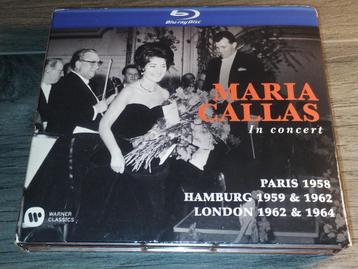 Blu-ray Disc
MARIA
CALLAS
In concert
PARIS 1958
HAMBURG 1959 & 1962
LONDON 1962 & 1964
WARNER
CLASSICS